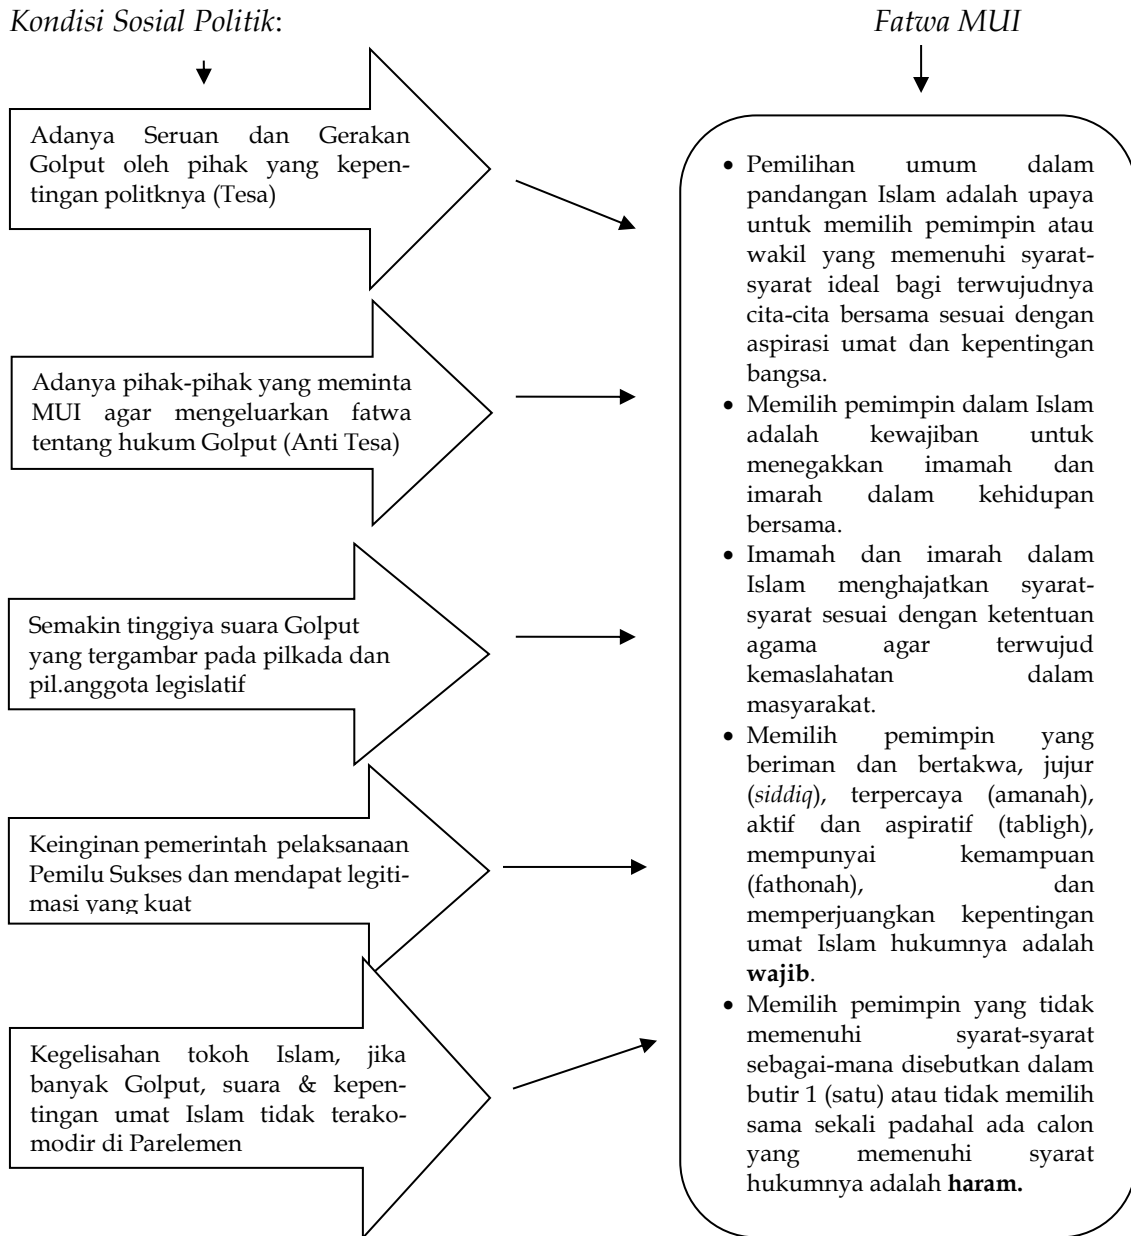 Kondisi Sosial Politik:
Fatwa MUI
Adanya Seruan dan Gerakan
Golput oleh pihak yang kepen-
tingan politknya (Tesa)
Adanya pihak-pihak yang meminta
MUI agar mengeluarkan fatwa
tentang hukum Golput (Anti Tesa)
Semakin tinggiya suara Golput
yang tergambar pada pilkada dan
pil.anggota legislatif
Keinginan pemerintah pelaksanaan
Pemilu Sukses dan mendapat legiti-
masi yang kuat
Kegelisahan tokoh Islam, jika
banyak Golput, suara & kepen-
tingan umat Islam tidak terako-
modir di Parelemen
• Pemilihan umum dalam
pandangan Islam adalah upaya
untuk memilih pemimpin atau
wakil yang memenuhi syarat-
syarat ideal bagi terwujudnya
cita-cita bersama sesuai dengan
aspirasi umat dan kepentingan
bangsa.
• Memilih pemimpin dalam Islam
adalah kewajiban untuk
menegakkan imamah dan
imarah dalam kehidupan
bersama.
• Imamah dan imarah dalam
Islam menghajatkan syarat-
syarat sesuai dengan ketentuan
agama agar terwujud
kemaslahatan dalam
masyarakat.
• Memilih pemimpin yang
beriman dan bertakwa, jujur
(siddiq), terpercaya (amanah),
aktif dan aspiratif (tabligh),
mempunyai kemampuan
(fathonah), dan
memperjuangkan kepentingan
umat Islam hukumnya adalah
wajib.
• Memilih pemimpin yang tidak
memenuhi syarat-syarat
sebagai-mana disebutkan dalam
butir 1 (satu) atau tidak memilih
sama sekali padahal ada calon
yang memenuhi syarat
hukumnya adalah haram.